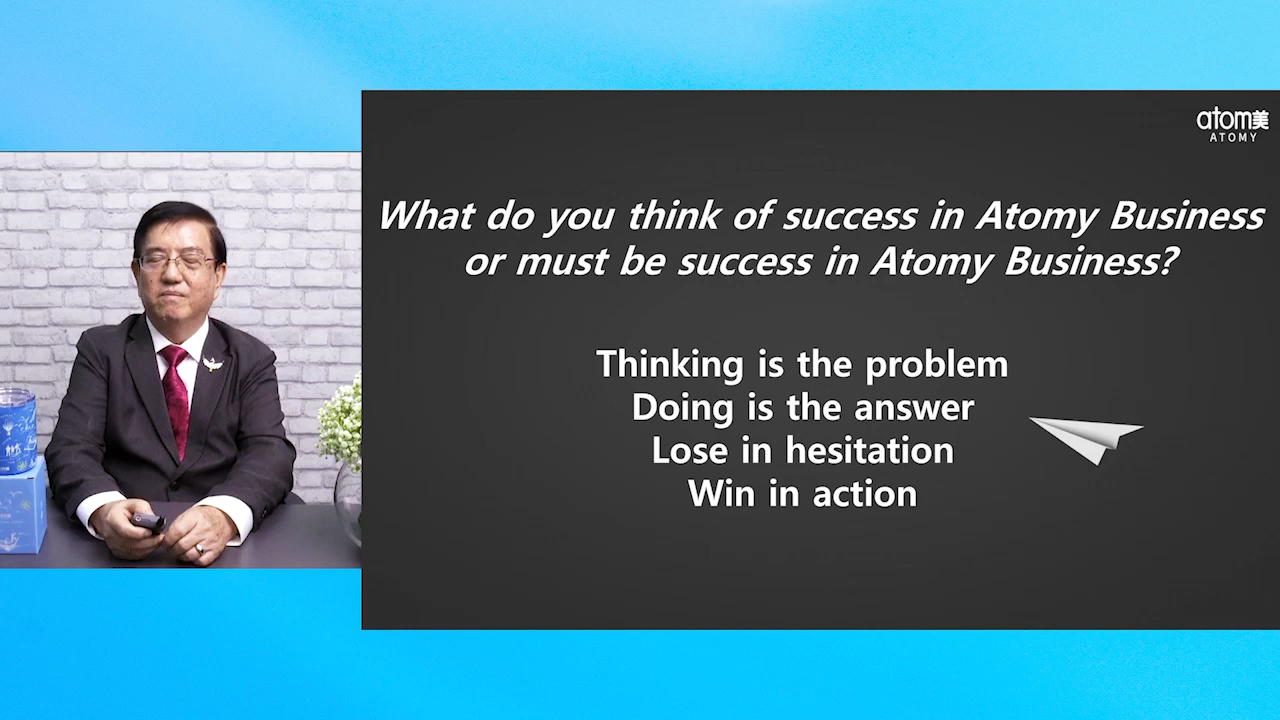 atom美
ATOMY
What do you think of success in Atomy Business
or must be success in Atomy Business?
Thinking is the problem
Doing is the answer
Lose in hesitation
Win in action